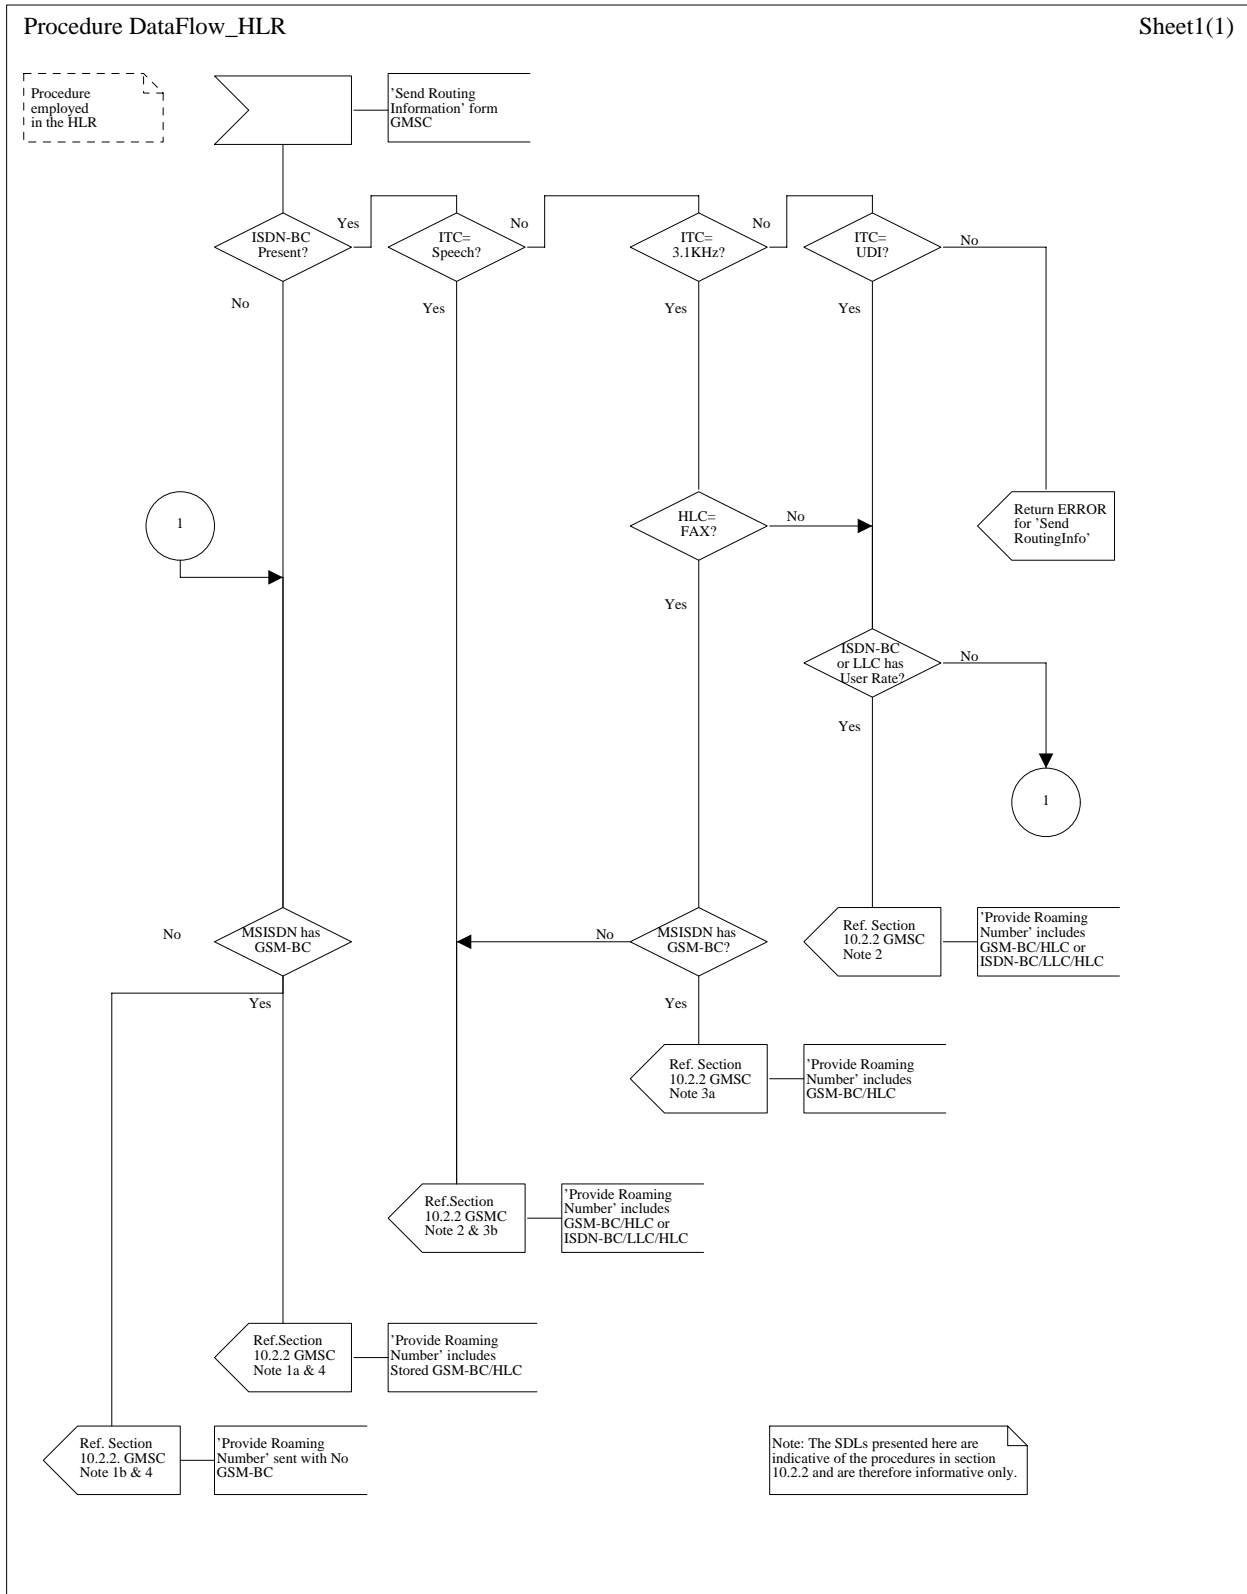 Procedure DataFlow_HLR
Sheet1(1)
Procedure
employed
in the HLR
'Send Routing
Information' form
GMSC
ISDN-BC
Present?
Yes
ITC=
Speech?
No
ITC=
3.1KHz?
No
ITC=
UDI?
No
No
Yes
Yes
Yes
1
HLC=
FAX?
No
Return ERROR
for 'Send
RoutingInfo'
Yes
ISDN-BC
or LLC has
User Rate?
No
Yes
1
No
MSISDN has
GSM-BC
No
MSISDN has
GSM-BC?
Ref. Section
10.2.2 GMSC
Note 2
'Provide Roaming
Number' includes
GSM-BC/HLC or
ISDN-BC/LLC/HLC
Yes
Yes
Ref. Section
10.2.2 GMSC
Note 3a
'Provide Roaming
Number' includes
GSM-BC/HLC
Ref.Section
10.2.2 GSMC
Note 2 & 3b
'Provide Roaming
Number' includes
GSM-BC/HLC or
ISDN-BC/LLC/HLC
Ref.Section
10.2.2 GMSC
Note 1a & 4
'Provide Roaming
Number' includes
Stored GSM-BC/HLC
Ref. Section
10.2.2. GMSC
Note 1b & 4
'Provide Roaming
Number' sent with No
GSM-BC
Note: The SDLs presented here are
indicative of the procedures in section
10.2.2 and are therefore informative only.